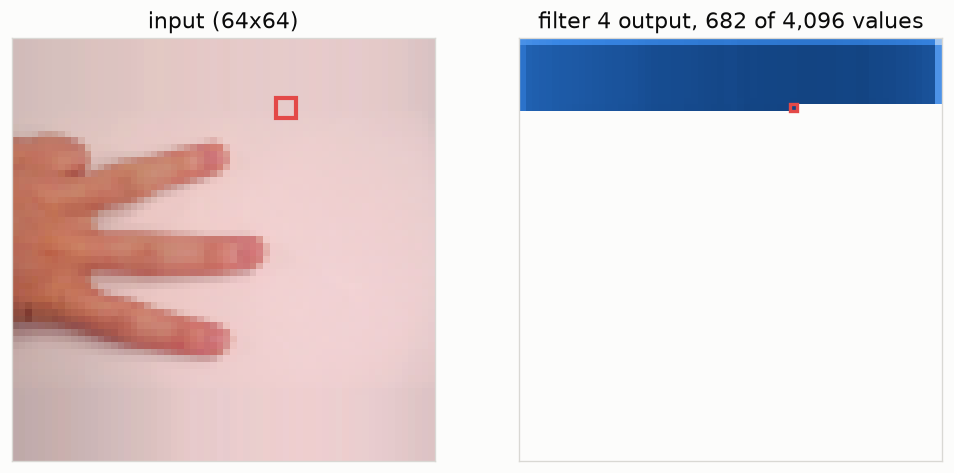 input (64x64)
filter 4 output, 682 of 4,096 values